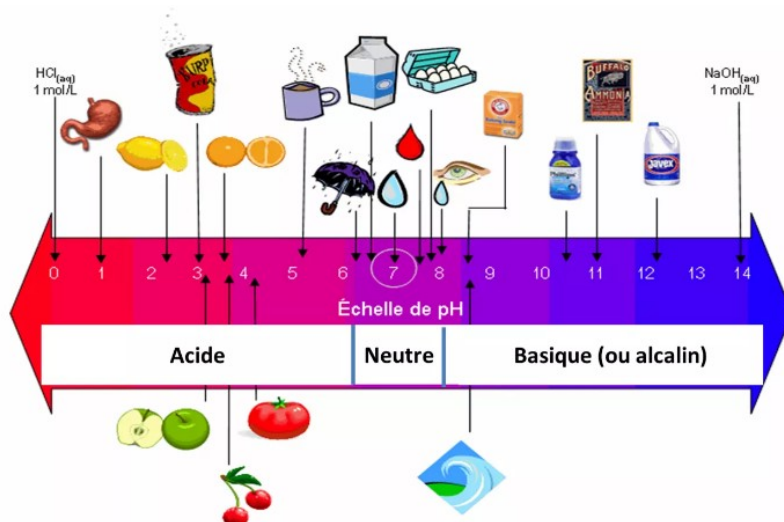 HCl(aq)
1 mol/L
NaOH(aq)
1 mol/L
BURP
BUFFALO
AMMONIA
Javex
0 1 2 3 4 5 6 7 8 9 10 11 12 13 14
Échelle de pH
Acide
Neutre
Basique (ou alcalin)